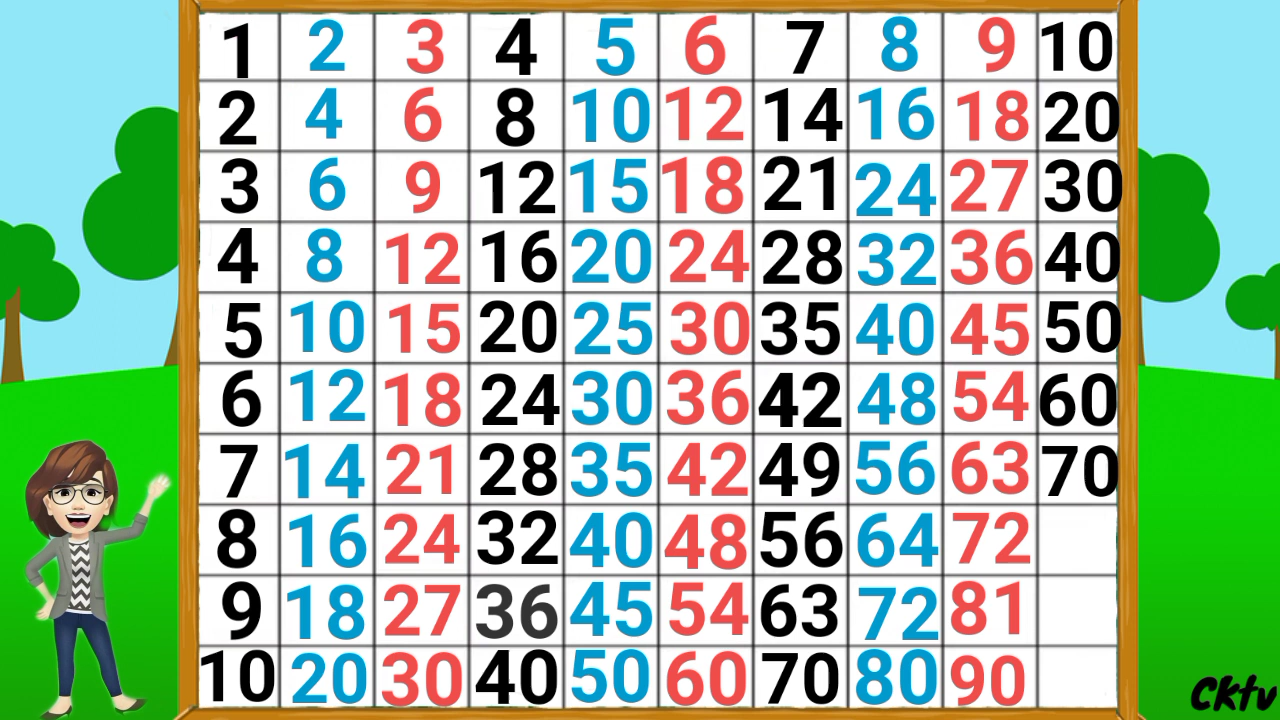 1 2 3 4 5 6 7 8 9 10
2 4 6 8 10 12 14 16 18 20
3 6 9 12 15 18 21 24 27 30
4 8 12 16 20 24 28 32 36 40
5 10 15 20 25 30 35 40 45 50
6 12 18 24 30 36 42 48 54 60
7 14 21 28 35 42 49 56 63 70
8 16 24 32 40 48 56 64 72
9 18 27 36 45 54 63 72 81
10 20 30 40 50 60 70 80 90
Cktv